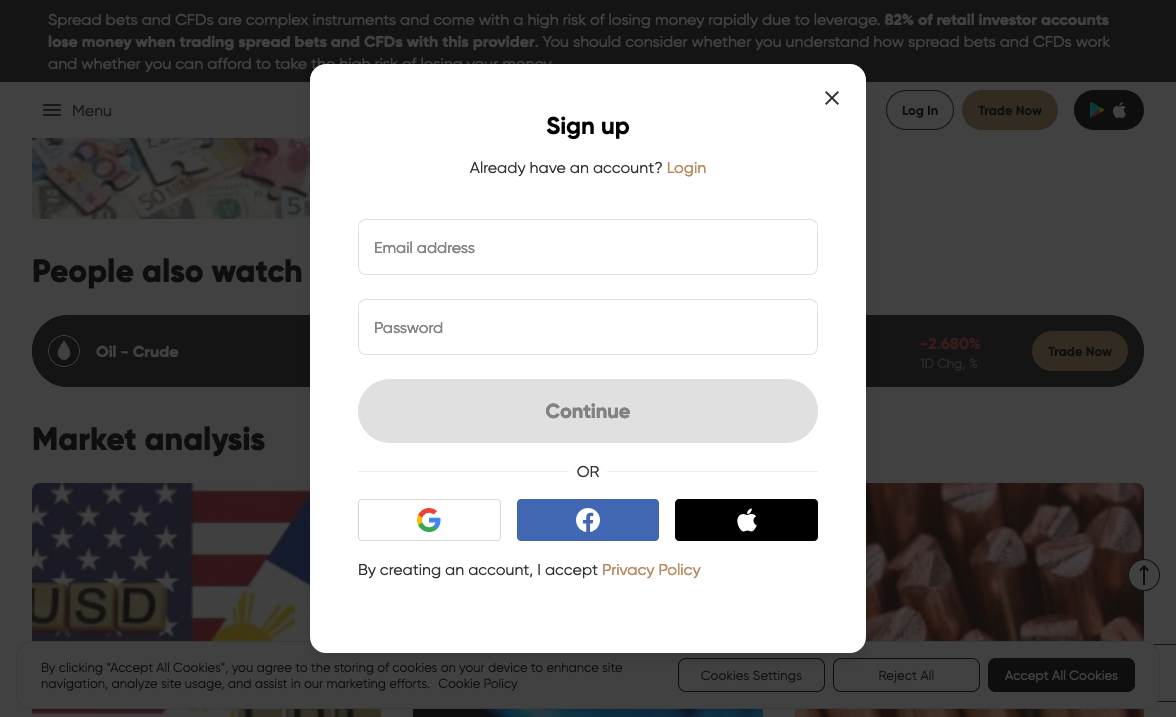 Spread bets and CFDs are complex instruments and come with a high risk of losing money rapidly due to leverage. 82% of retail investor accounts
lose money when trading spread bets and CFDs with this provider. You should consider whether you understand how spread bets and CFDs work
and whether you can afford to take the high risk of losing your money.
Menu
Log In
Trade Now
Sign up
Already have an account? Login
Email address
Password
Continue
OR
By creating an account, I accept Privacy Policy
50 EURO
People also watch
Oil - Crude
-2.680%
1D Chg, %
Trade Now
Market analysis
USD
By clicking “Accept All Cookies”, you agree to the storing of cookies on your device to enhance site
navigation, analyze site usage, and assist in our marketing efforts. Cookie Policy
Cookies Settings
Reject All
Accept All Cookies